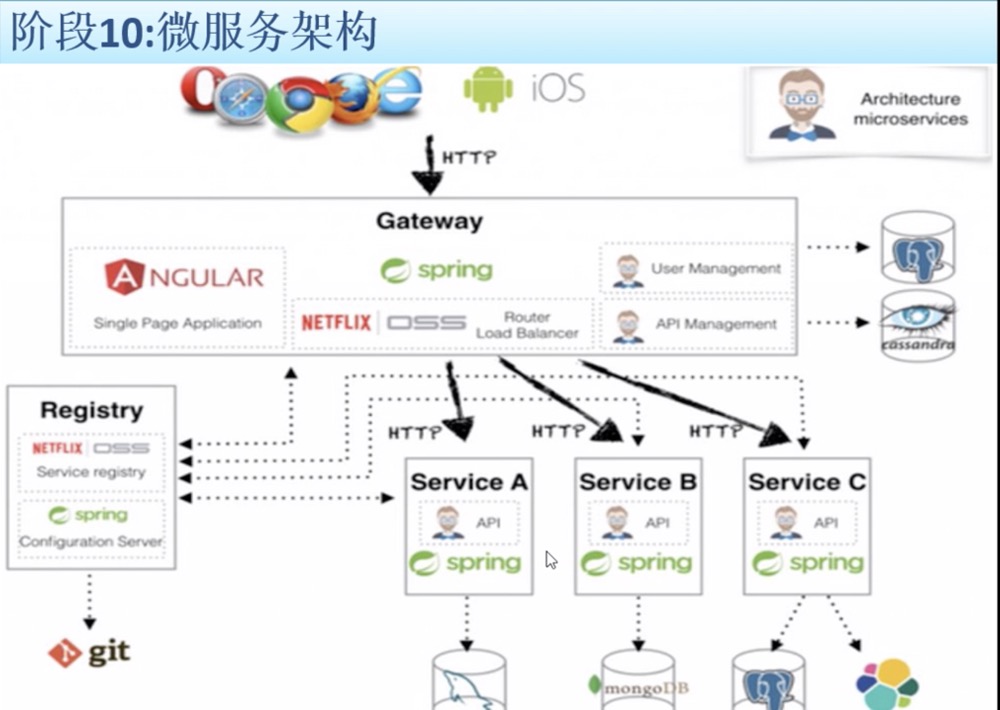 阶段10:微服务架构
iOS
Architecture
microservices
HTTP
Gateway
ANGULAR
Single Page Application
spring
NETFLIX OSS
Router
Load Balancer
User Management
API Management
cassandra
Registry
NETFLIX OSS
Service registry
spring
Configuration Server
git
HTTP
HTTP
HTTP
Service A
API
spring
Service B
API
spring
Service C
API
spring
mongoDB